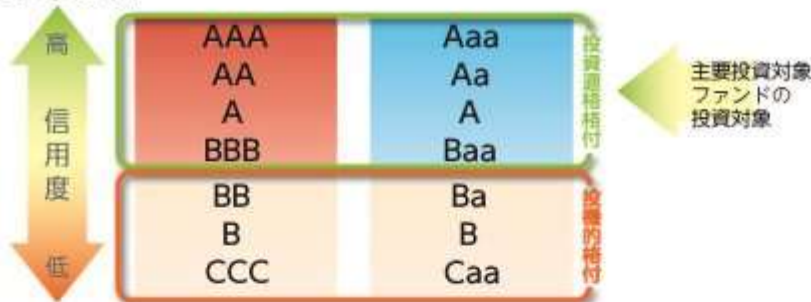 高
信用度
低
AAA Aaa
AA Aa
A A
BBB Baa
投資適格格付
BB Ba
B B
CCC Caa
投機的格付
主要投資対象
ファンドの
投資対象